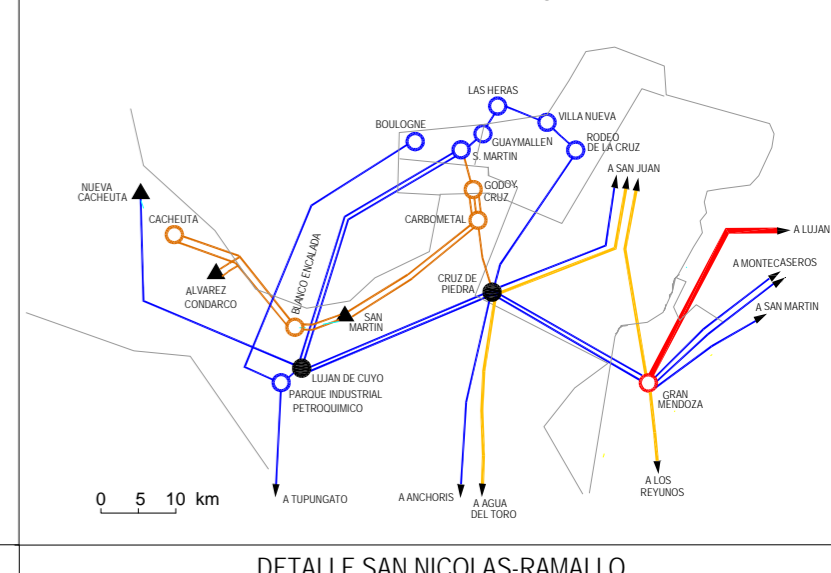 LAS HERAS
VILLA NUEVA
BOULOGNE
GUAYMALLEN
RODEO
DE LA CRUZ
S. MARTIN
A SAN JUAN
NUEVA
CACHEUTA
GODOY
CRUZ
CACHEUTA
CARBOMETAL
A LUJAN
BLANCO ENCALADA
A MONTECASEROS
CRUZ DE
PIEDRA
ALVAREZ
CONDARCO
A SAN MARTIN
SAN
MARTIN
LUJAN DE CUYO
PARQUE INDUSTRIAL
PETROQUIMICO
GRAN
MENDOZA
A LOS
REYUNOS
0 5 10 km
A TUPUNGATO
A ANCHORIS
A AGUA
DEL TORO
DETALLE SAN NICOLAS-RAMALLO